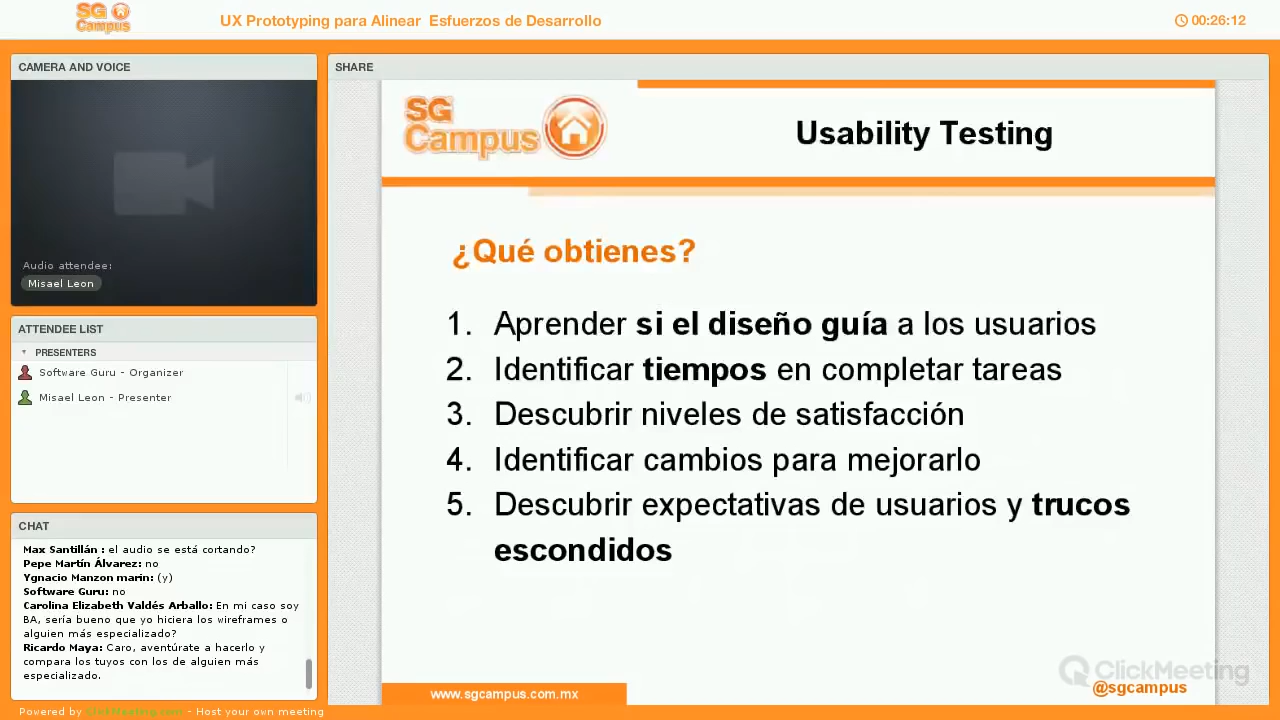 SG
Campus
UX Prototyping para Alinear Esfuerzos de Desarrollo
00:26:12
CAMERA AND VOICE
Audio attendee:
Misael Leon
ATTENDEE LIST
PRESENTERS
Software Guru - Organizer
Misael Leon - Presenter
CHAT
Max Santillán : el audio se está cortando?
Pepe Martín Álvarez: no
Ygnacio Manzon marin: (y)
Software Guru: no
Carolina Elizabeth Valdés Arballo: En mi caso soy
BA, sería bueno que yo hiciera los wireframes o
alguien más especializado?
Ricardo Maya: Caro, aventúrate a hacerlo y
compara los tuyos con los de alguien más
especializado.
SHARE
SG
Campus
Usability Testing
¿Qué obtienes?
1. Aprender si el diseño guía a los usuarios
2. Identificar tiempos en completar tareas
3. Descubrir niveles de satisfacción
4. Identificar cambios para mejorarlo
5. Descubrir expectativas de usuarios y trucos
escondidos
ClickMeeting
www.sgcampus.com.mx
@sgcampus
Powered by ClickMeeting.com - Host your own meeting